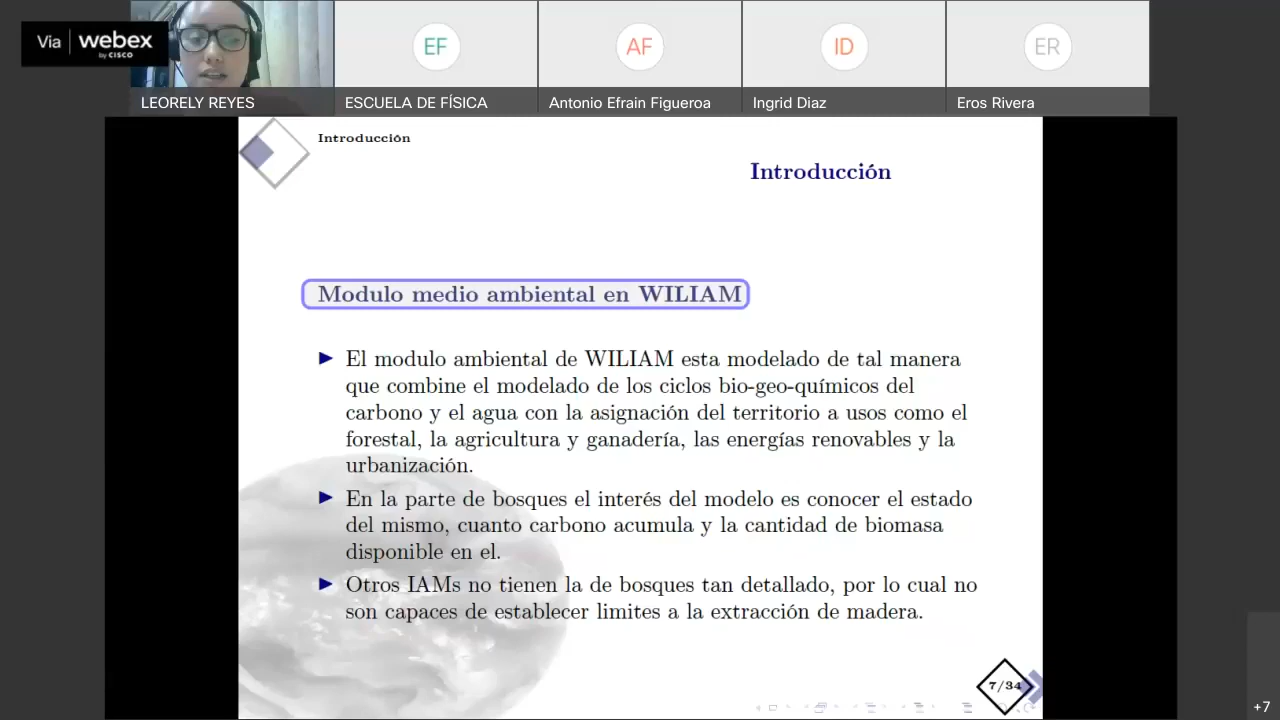 Via webex
by CISCO
EF
AF
ID
ER
LEORELY REYES
ESCUELA DE FÍSICA
Antonio Efrain Figueroa
Ingrid Diaz
Eros Rivera
Introducción
Introducción
Modulo medio ambiental en WILIAM
El modulo ambiental de WILIAM esta modelado de tal manera
que combine el modelado de los ciclos bio-geo-químicos del
carbono y el agua con la asignación del territorio a usos como el
forestal, la agricultura y ganadería, las energías renovables y la
urbanización.
En la parte de bosques el interés del modelo es conocer el estado
del mismo, cuanto carbono acumula y la cantidad de biomasa
disponible en el.
Otros IAMs no tienen la de bosques tan detallado, por lo cual no
son capaces de establecer limites a la extracción de madera.
7/34
+7